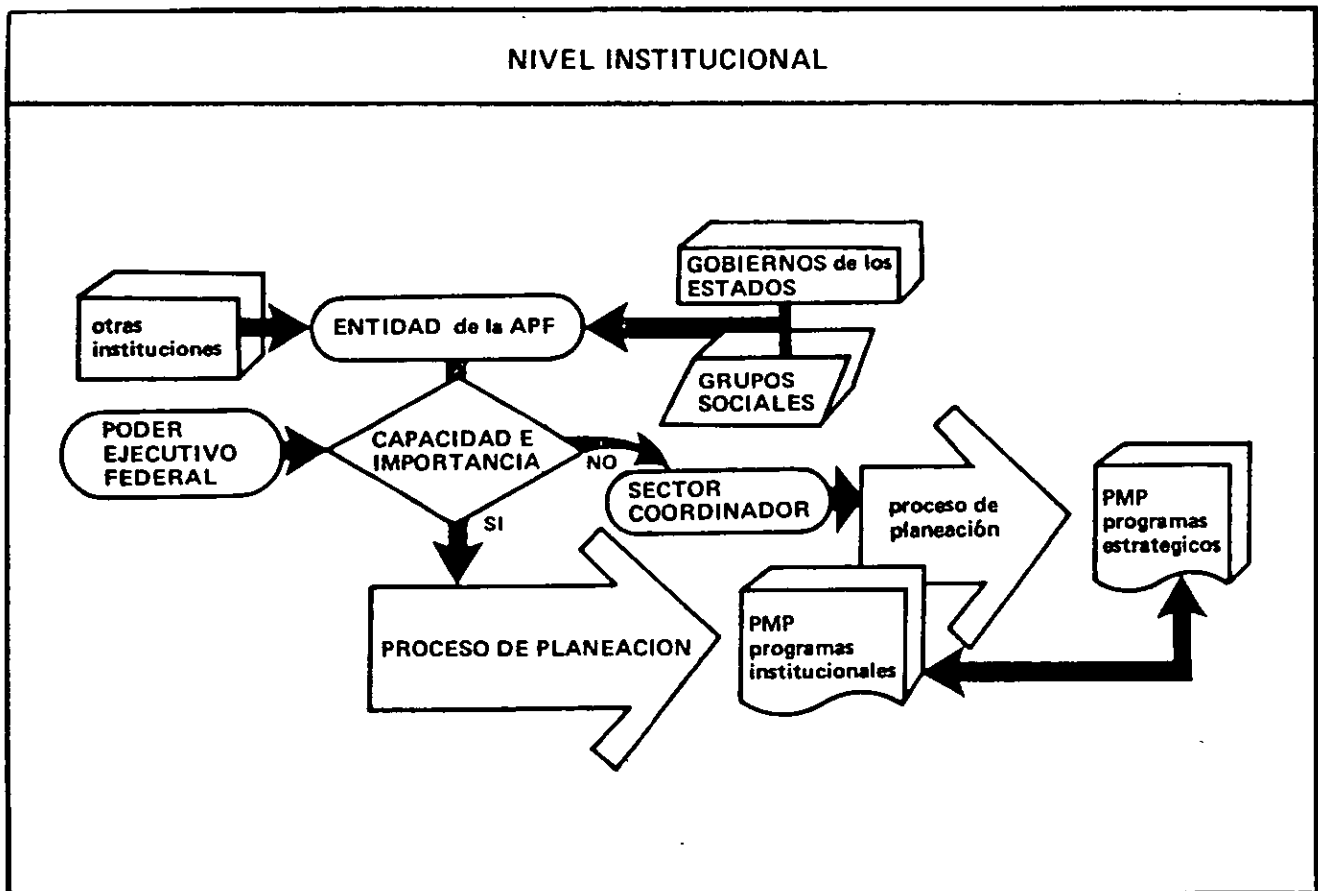 NIVEL INSTITUCIONAL
GOBIERNOS de los
ESTADOS
otras
instituciones
ENTIDAD de la APF
GRUPOS
SOCIALES
PODER
EJECUTIVO
FEDERAL
CAPACIDAD E
IMPORTANCIA
NO
SECTOR
COORDINADOR
proceso de
planeación
PMP
programas
estrategicos
SI
PROCESO DE PLANEACION
PMP
programas
institucionales